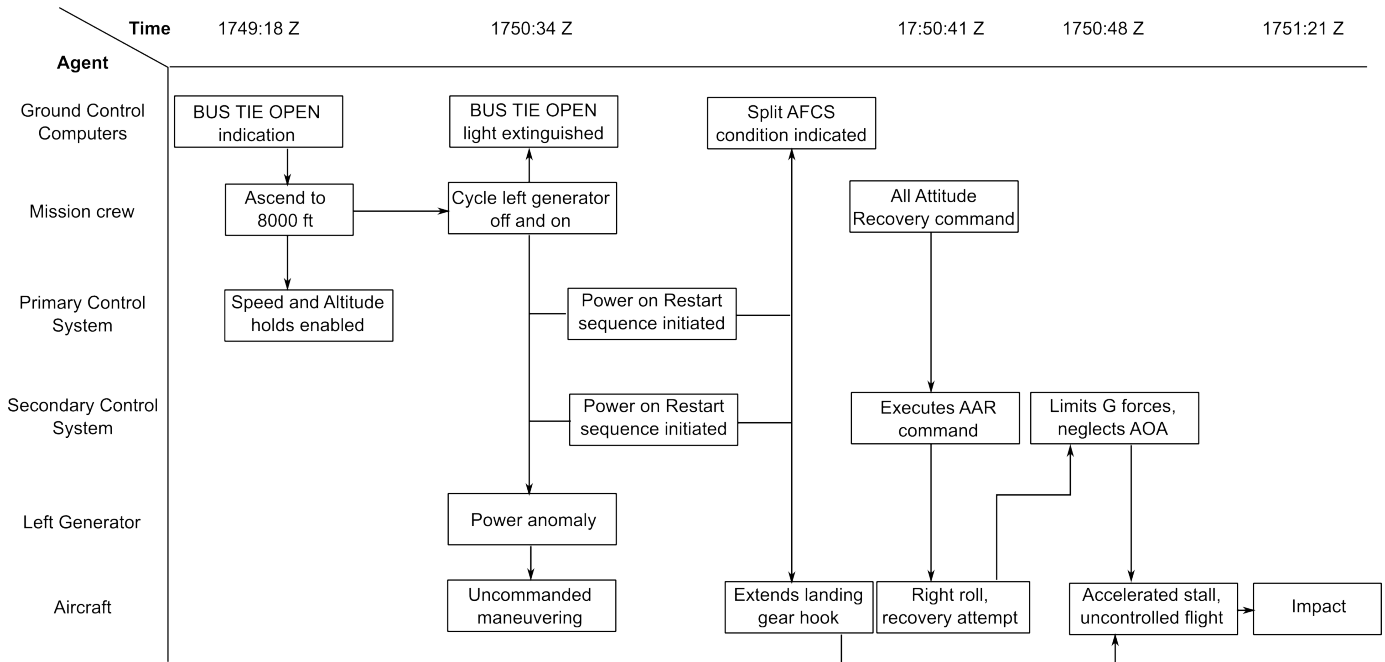 Time
1749:18 Z
1750:34 Z
17:50:41 Z
1750:48 Z
1751:21 Z
Agent
Ground Control
Computers
BUS TIE OPEN
indication
BUS TIE OPEN
light extinguished
Split AFCS
condition indicated
Mission crew
Ascend to
8000 ft
Cycle left generator
off and on
All Attitude
Recovery command
Primary Control
System
Speed and Altitude
holds enabled
Power on Restart
sequence initiated
Secondary Control
System
Power on Restart
sequence initiated
Executes AAR
command
Limits G forces,
neglects AOA
Left Generator
Power anomaly
Aircraft
Uncommanded
maneuvering
Extends landing
gear hook
Right roll,
recovery attempt
Accelerated stall,
uncontrolled flight
Impact